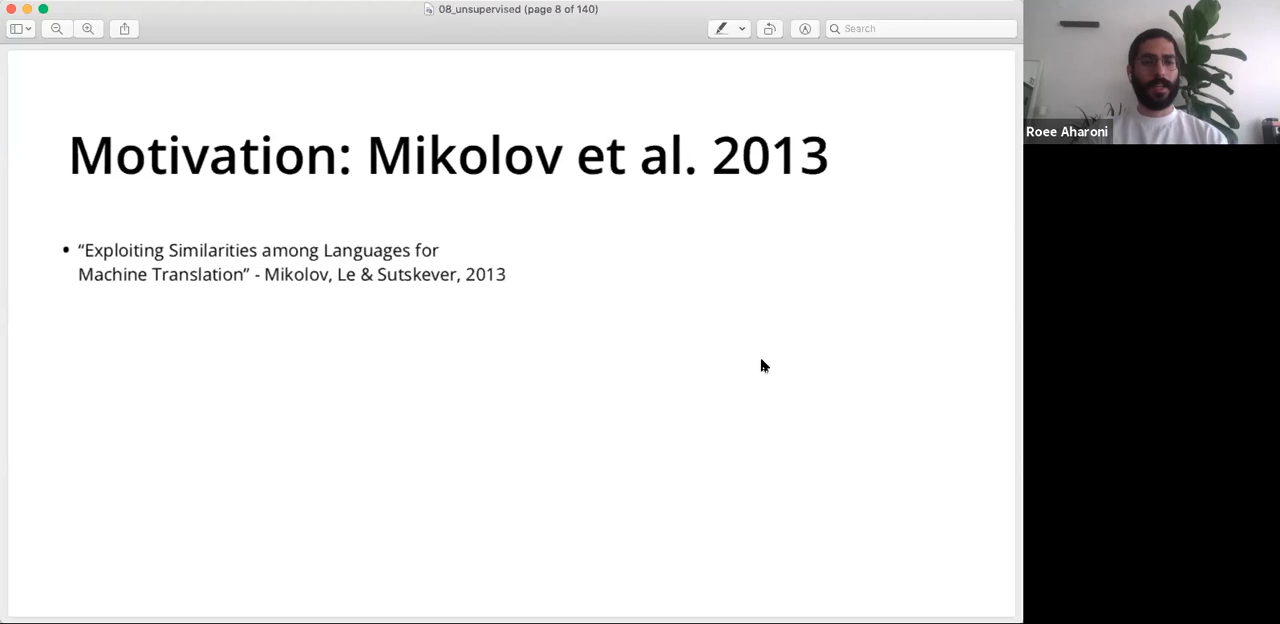 08_unsupervised (page 8 of 140)
Search
Motivation: Mikolov et al. 2013
• “Exploiting Similarities among Languages for
Machine Translation” - Mikolov, Le & Sutskever, 2013
Roee Aharoni